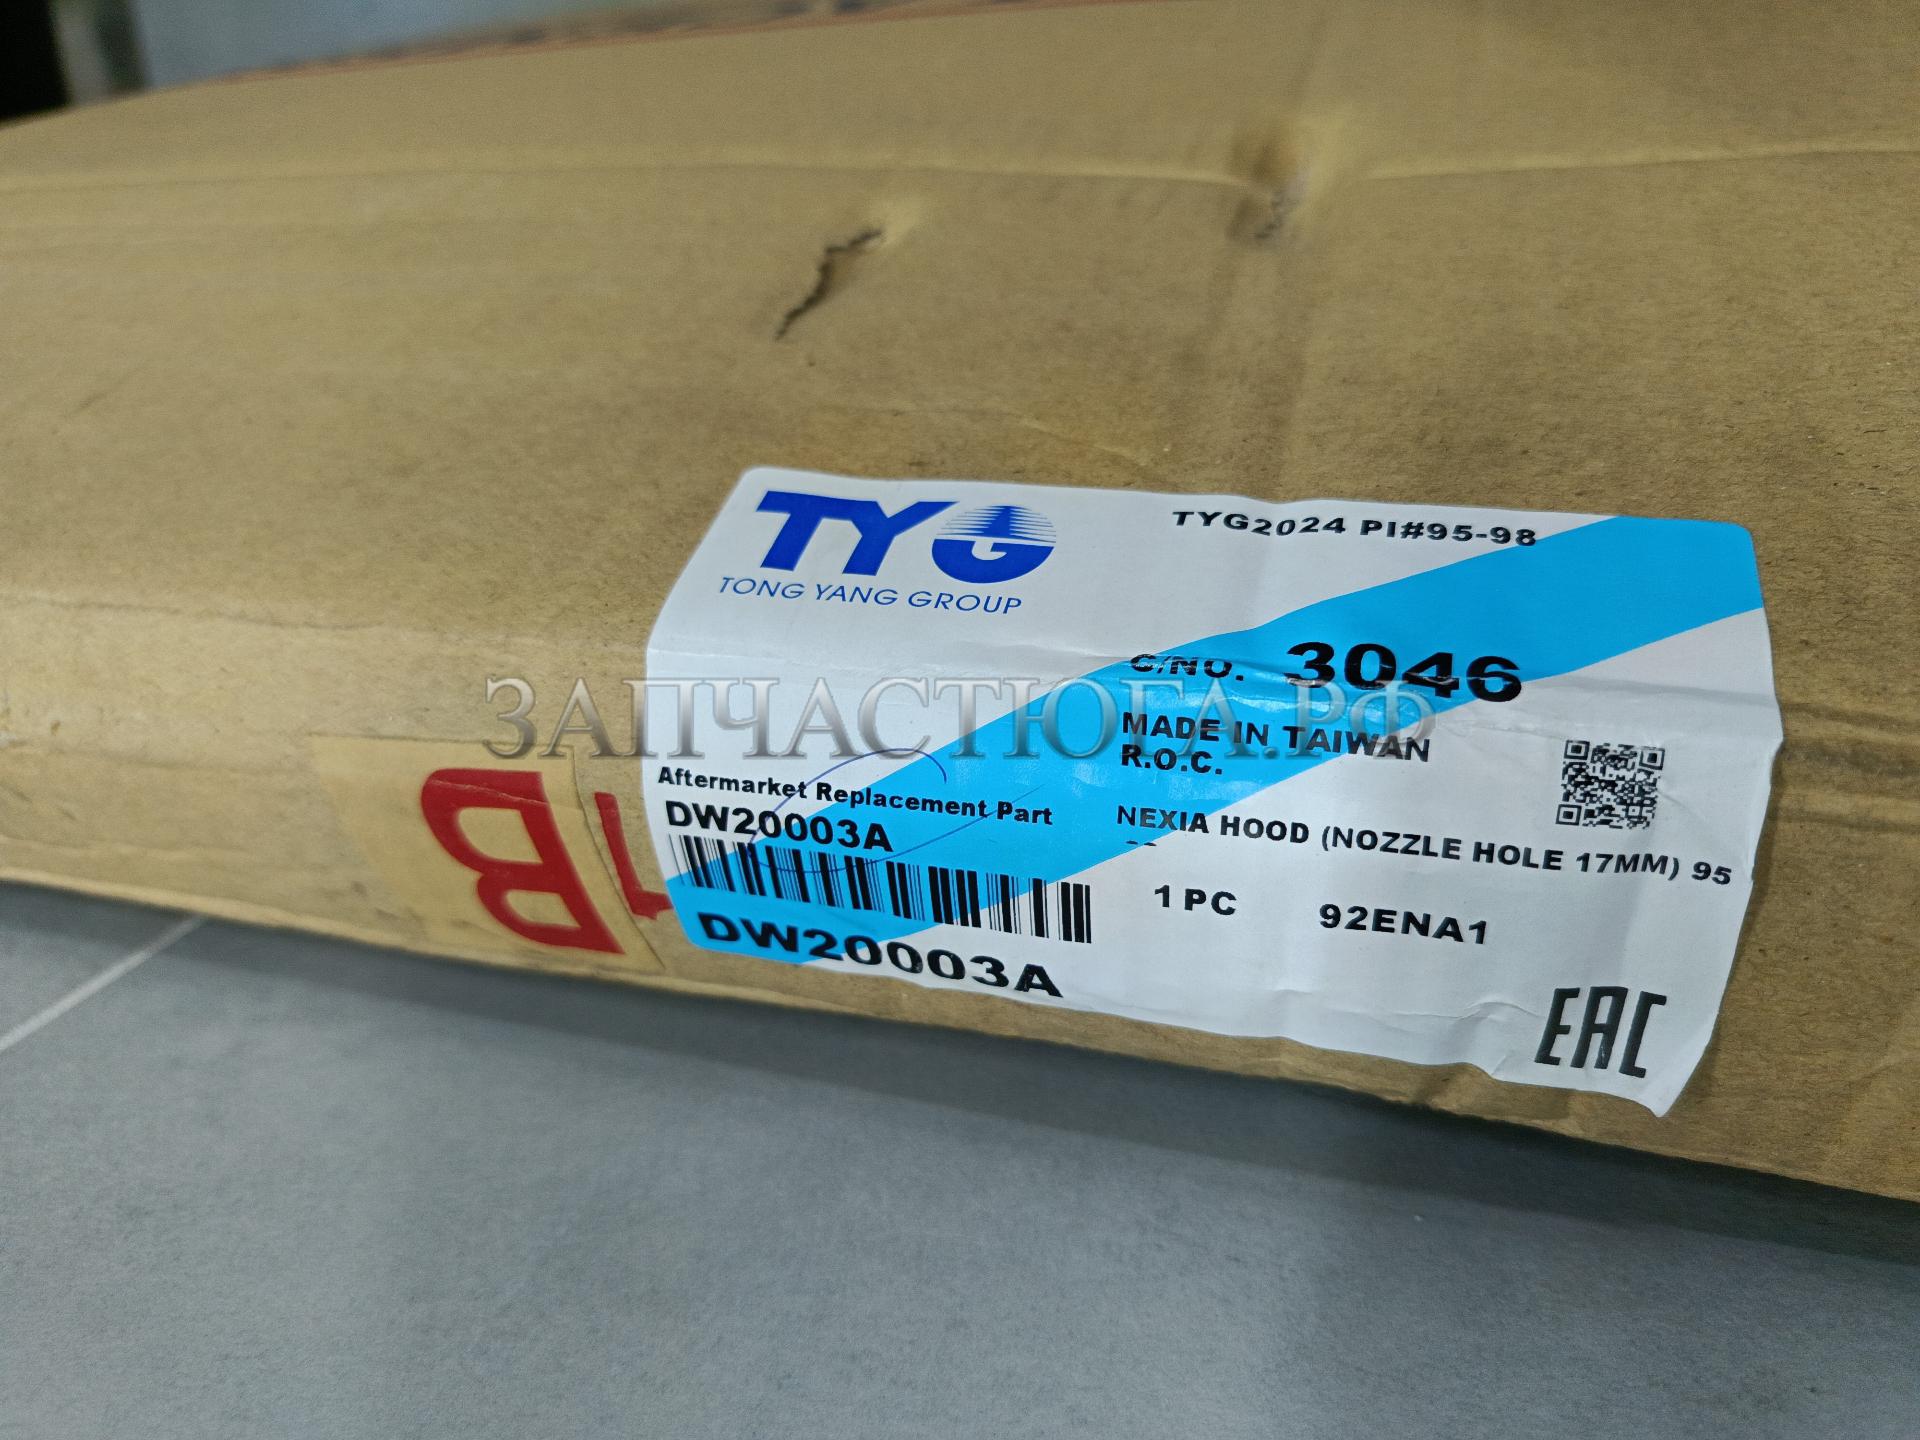 TYG
TONG YANG GROUP
TYG2024 PI#95-98
C/NO. 3046
MADE IN TAIWAN
R.O.C.
Aftermarket Replacement Part
DW20003A
DW20003A
NEXIA HOOD (NOZZLE HOLE 17MM) 95
--
1 PC 92ENA1
EAC
B1
ЗАПЧАСТЮГА.РФ